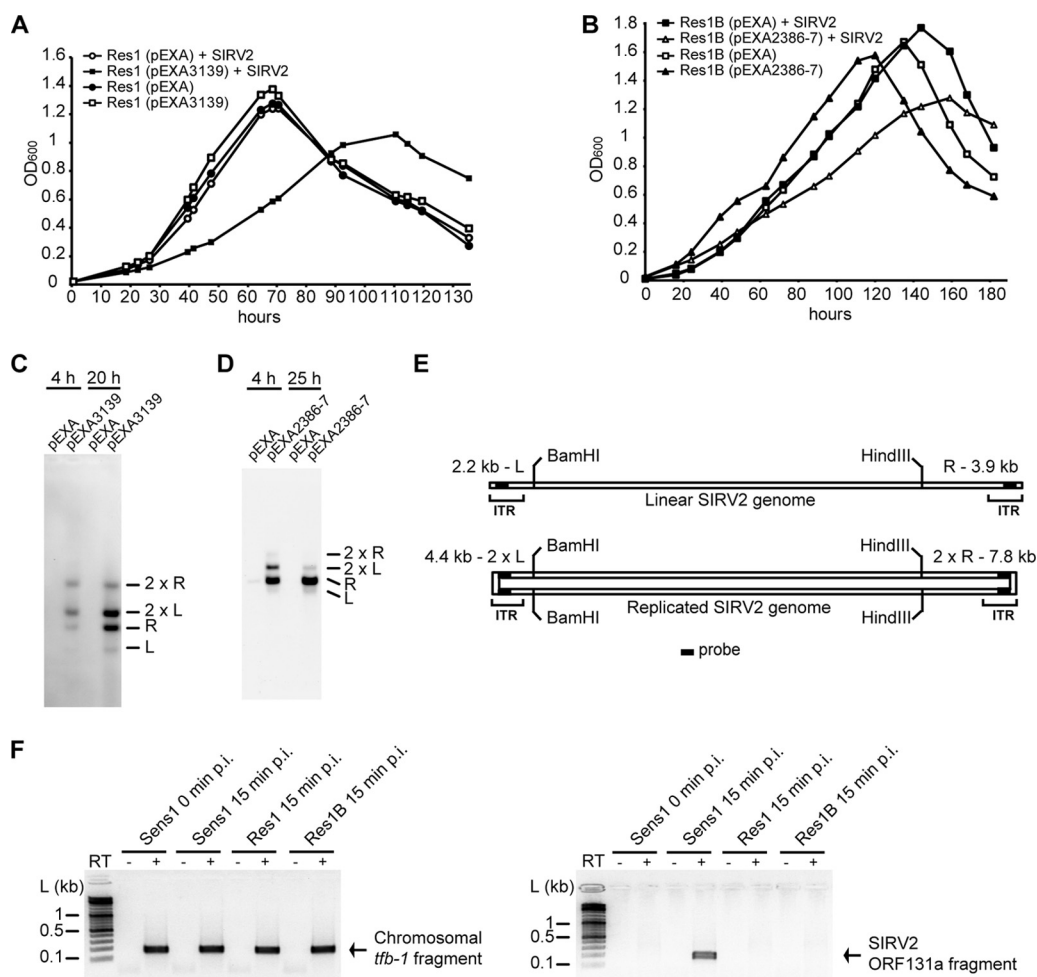 A
Res1 (pEXA) + SIRV2
Res1 (pEXA3139) + SIRV2
Res1 (pEXA)
Res1 (pEXA3139)
1.6
1.4
1.2
1
0.8
0.6
0.4
0.2
0
OD600
0 10 20 30 40 50 60 70 80 90 100 110 120 130
hours
B
Res1B (pEXA) + SIRV2
Res1B (pEXA2386-7) + SIRV2
Res1B (pEXA)
Res1B (pEXA2386-7)
1.8
1.6
1.4
1.2
1
0.8
0.6
0.4
0.2
0
OD600
0 20 40 60 80 100 120 140 160 180
hours
C
4 h 20 h
pEXA pEXA3139 pEXA pEXA3139
2 x R
2 x L
R
L
D
4 h 25 h
pEXA pEXA2386-7 pEXA pEXA2386-7
2 x R
2 x L
R
L
E
BamHI HindIII
2.2 kb - L R - 3.9 kb
ITR Linear SIRV2 genome ITR
BamHI HindIII
4.4 kb - 2 x L 2 x R - 7.8 kb
Replicated SIRV2 genome
ITR BamHI HindIII ITR
probe
F
Sens1 0 min p.i. Sens1 15 min p.i. Res1 15 min p.i. Res1B 15 min p.i.
RT - + - + - + - +
L (kb)
1
0.5
0.1
Chromosomal
tfb-1 fragment
Sens1 0 min p.i. Sens1 15 min p.i. Res1 15 min p.i. Res1B 15 min p.i.
RT - + - + - + - +
L (kb)
1
0.5
0.1
SIRV2
ORF131a fragment